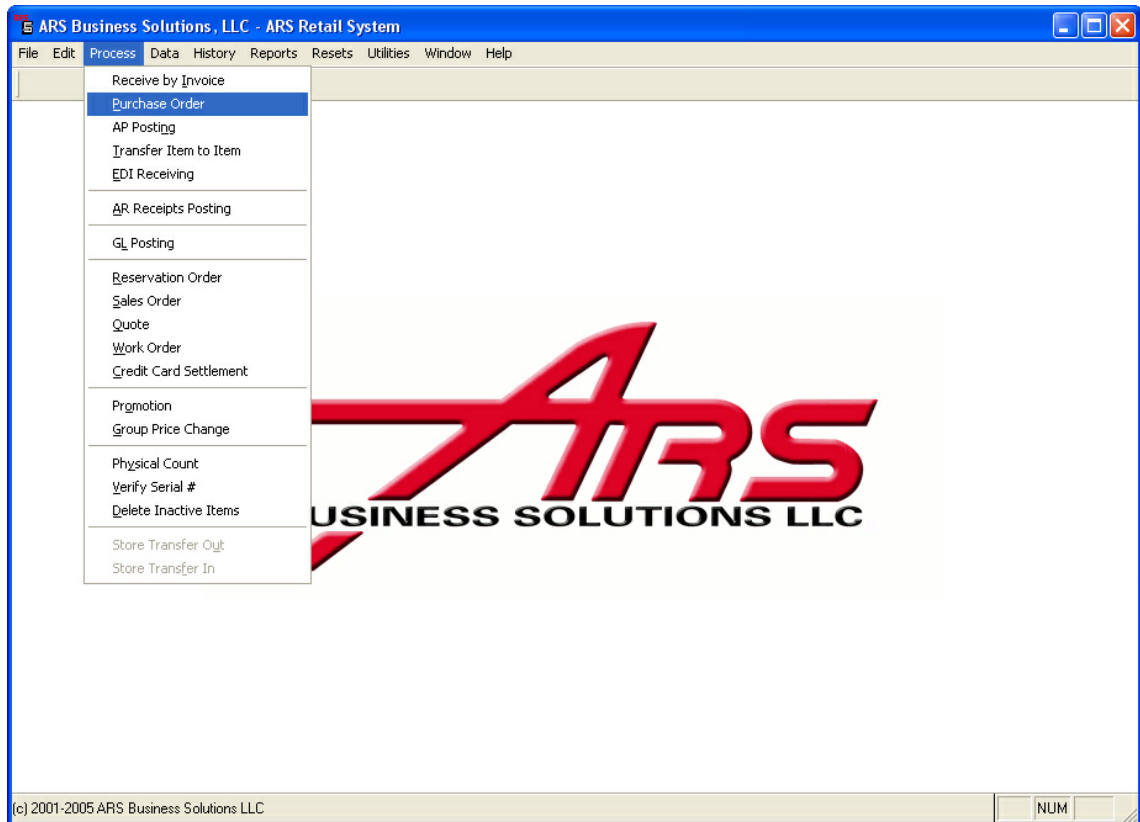 ARS Business Solutions, LLC - ARS Retail System
File Edit Process Data History Reports Resets Utilities Window Help
Receive by Invoice
Purchase Order
AP Posting
Transfer Item to Item
EDI Receiving
AR Receipts Posting
GL Posting
Reservation Order
Sales Order
Quote
Work Order
Credit Card Settlement
Promotion
Group Price Change
Physical Count
Verify Serial #
Delete Inactive Items
Store Transfer Out
Store Transfer In
ARS
USINESS SOLUTIONS LLC
(c) 2001-2005 ARS Business Solutions LLC NUM